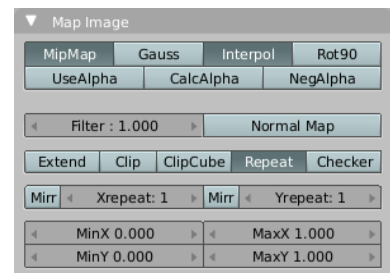 Map Image
MipMap Gauss Interpol Rot90
UseAlpha CalcAlpha NegAlpha
Filter : 1.000 Normal Map
Extend Clip ClipCube Repeat Checker
Mirr Xrepeat: 1 Mirr Yrepeat: 1
MinX 0.000 MaxX 1.000
MinY 0.000 MaxY 1.000